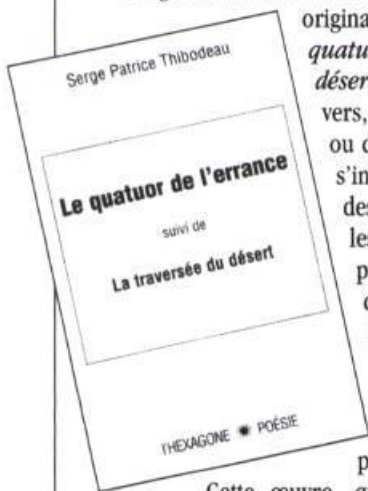 origina
Serge Patrice Thibodeau
quatu
déser
vers,
ou d
s'in
Le quatuor de l'errance
des
suivi de
les
La traversée du désert
p
l'HEXAGONE * POÉSIE
p
Cette œuvre, q